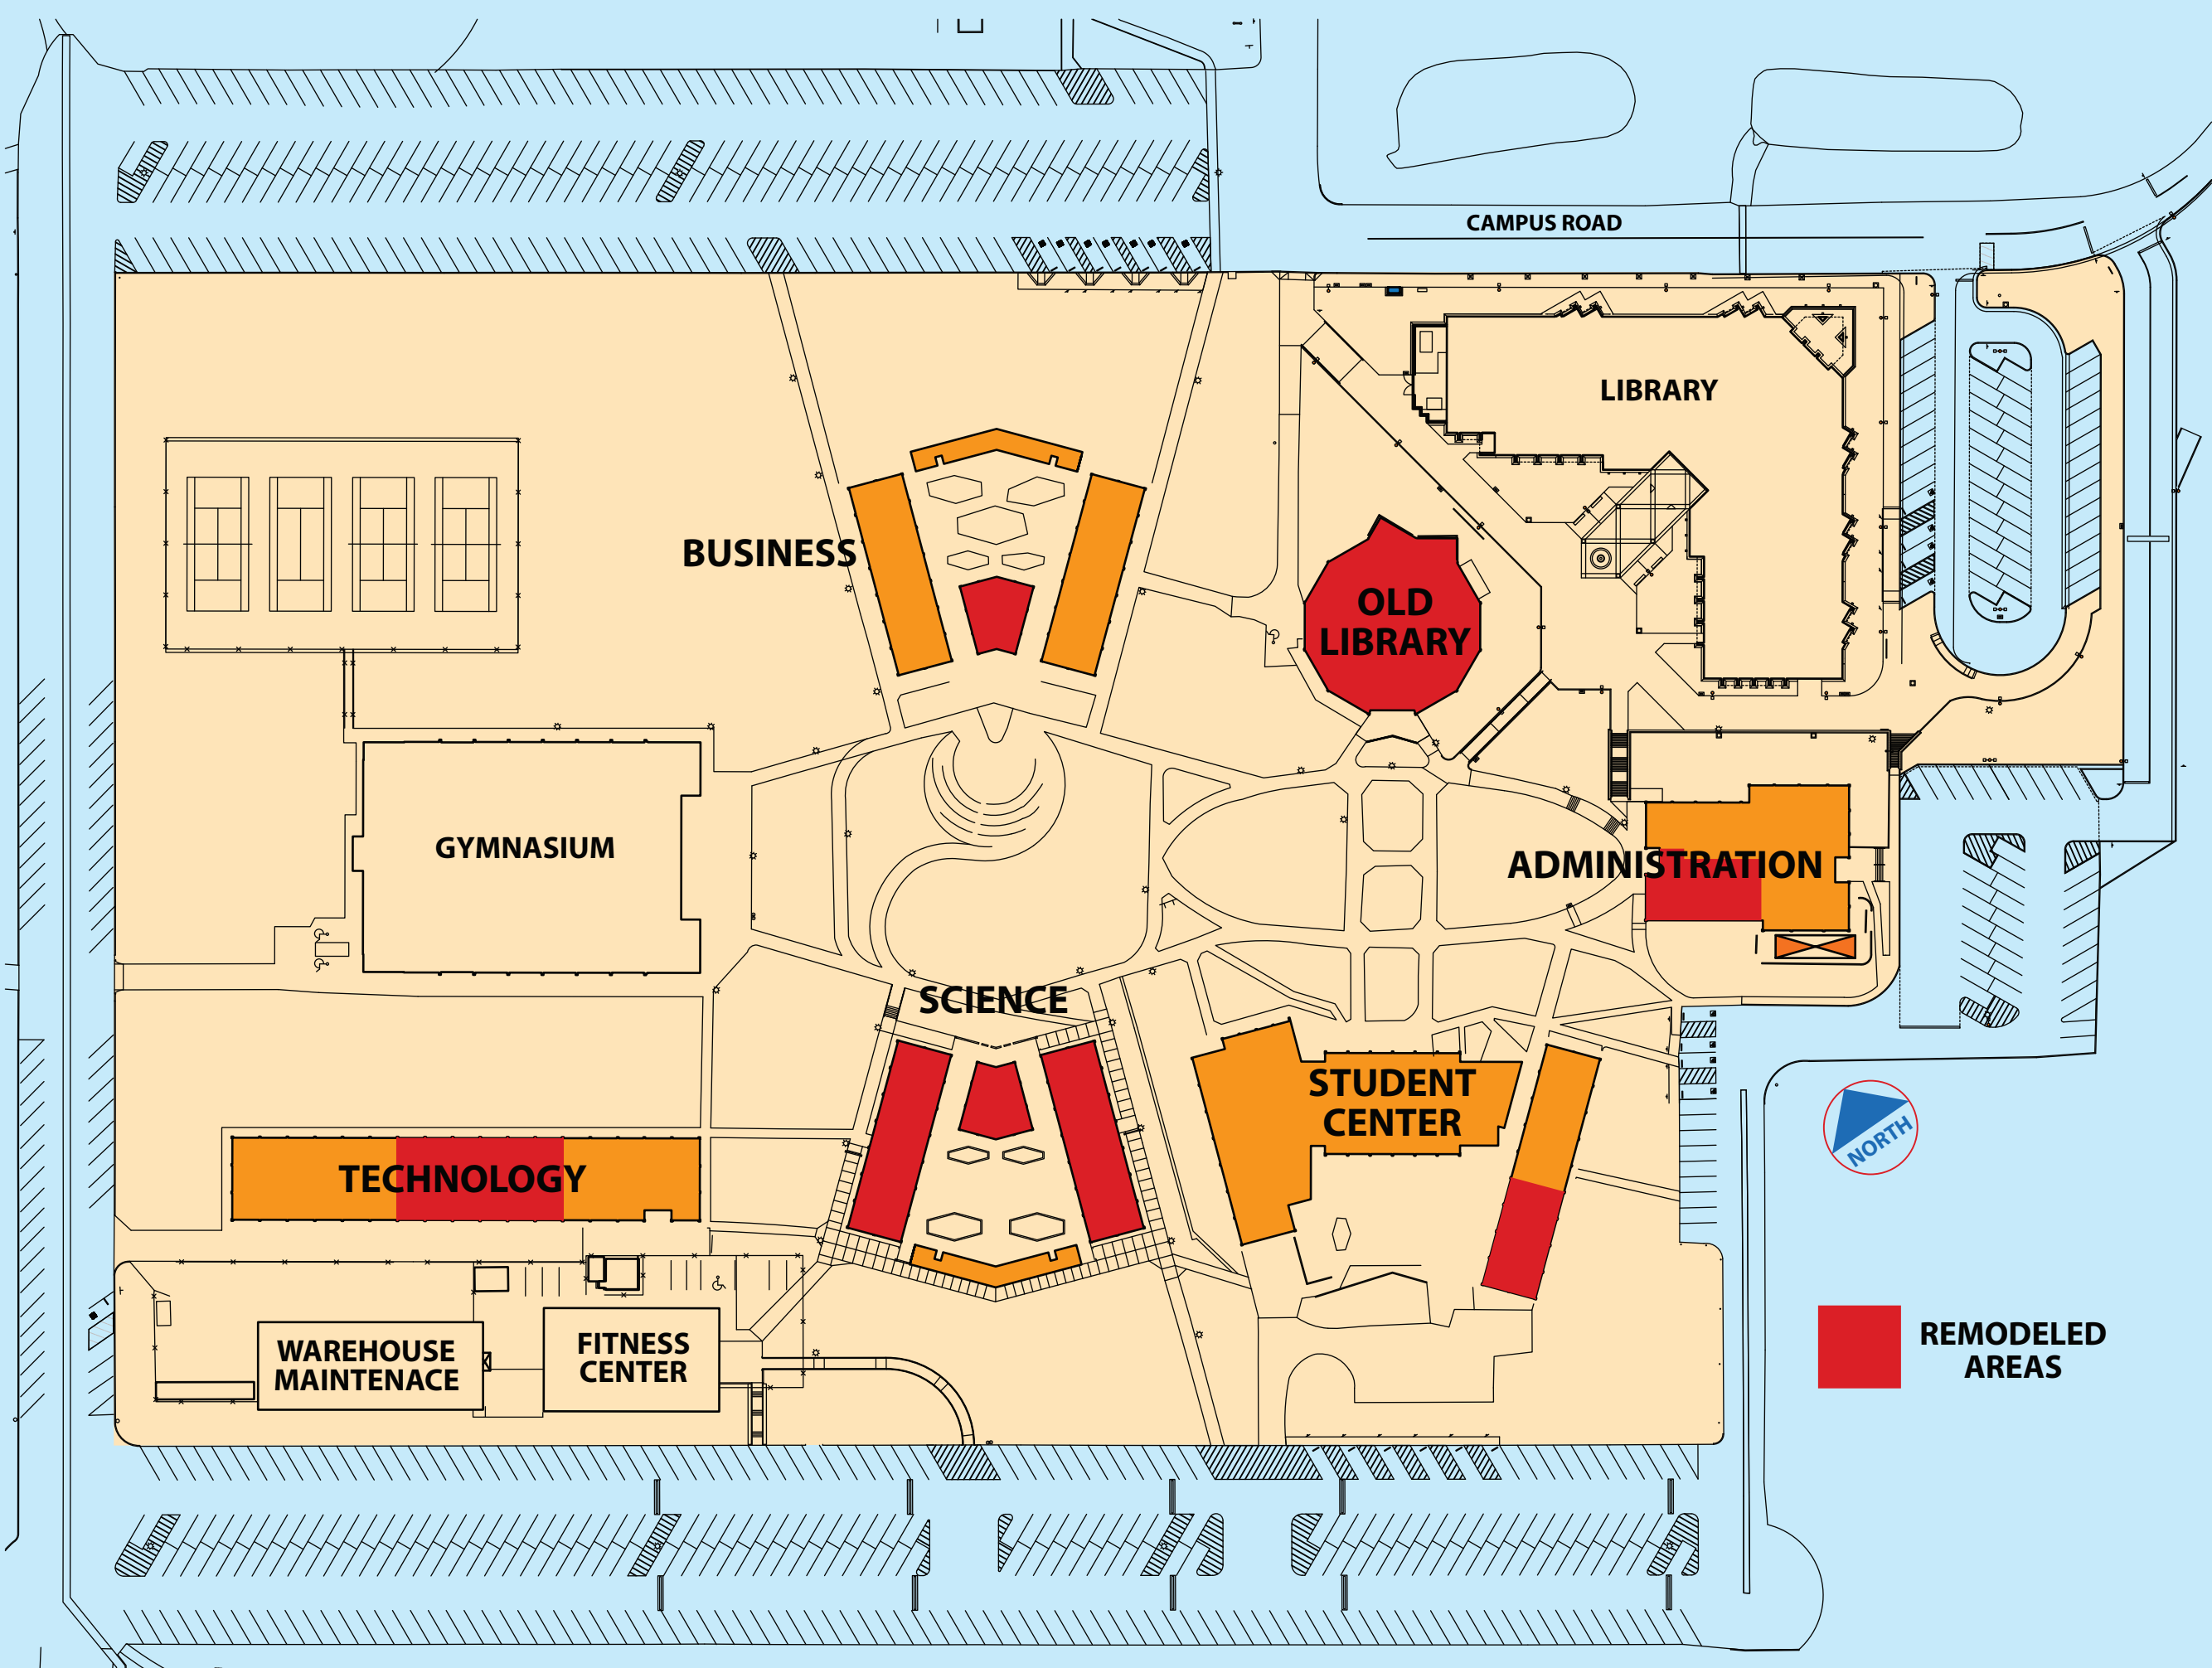 CAMPUS ROAD
LIBRARY
BUSINESS
OLD
LIBRARY
GYMNASIUM
ADMINISTRATION
SCIENCE
STUDENT
CENTER
NORTH
TECHNOLOGY
WAREHOUSE
MAINTENACE
FITNESS
CENTER
REMODELED
AREAS